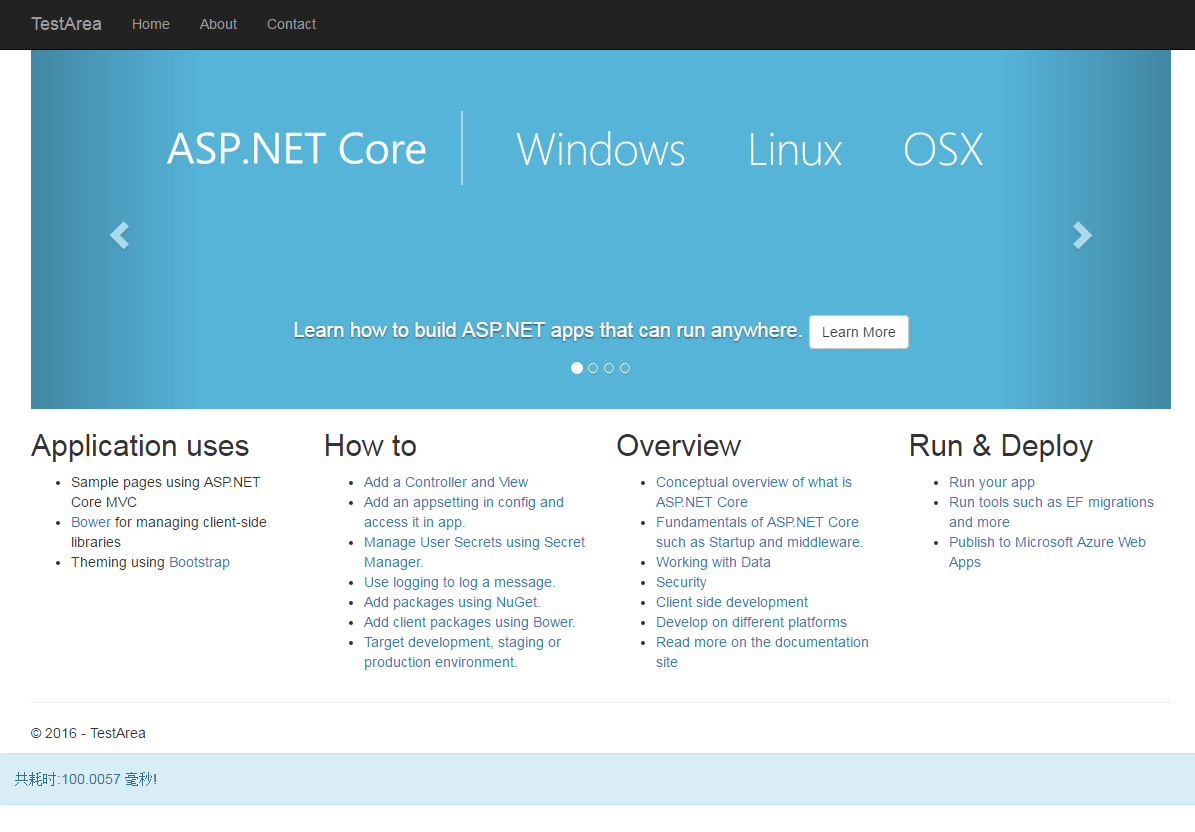 TestArea Home About Contact
ASP.NET Core Windows Linux OSX
Learn how to build ASP.NET apps that can run anywhere. Learn More
Application uses
Sample pages using ASP.NET
Core MVC
Bower for managing client-side
libraries
Theming using Bootstrap
How to
Add a Controller and View
Add an appsetting in config and
access it in app.
Manage User Secrets using Secret
Manager.
Use logging to log a message.
Add packages using NuGet.
Add client packages using Bower.
Target development, staging or
production environment.
Overview
Conceptual overview of what is
ASP.NET Core
Fundamentals of ASP.NET Core
such as Startup and middleware.
Working with Data
Security
Client side development
Develop on different platforms
Read more on the documentation
site
Run & Deploy
Run your app
Run tools such as EF migrations
and more
Publish to Microsoft Azure Web
Apps
© 2016 - TestArea
共耗时:100.0057 毫秒!